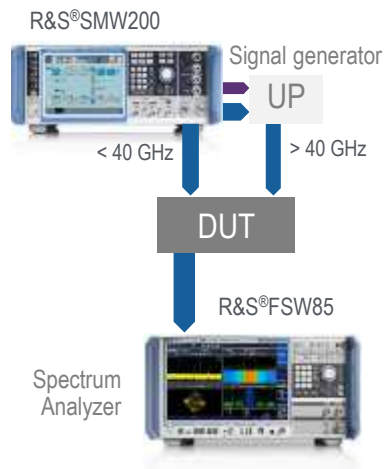 R&S®SMW200
Signal generator
UP
< 40 GHz
> 40 GHz
DUT
R&S®FSW85
Spectrum
Analyzer